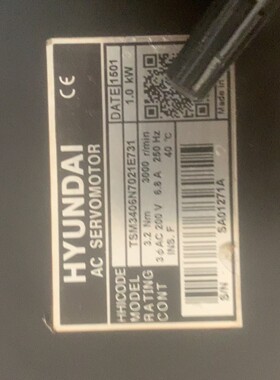 CE
HYUNDAI
AC SERVOMOTOR
HHICODE
DATE 1501
MODEL TSM3406N7021E731 1.0 kW
RATING 3.2 Nm 3000 r/min
CONT 3 ϕ AC 200 V 6.8 A 250 Hz
INS. F 40 ℃
S/N SA01271A
Made in